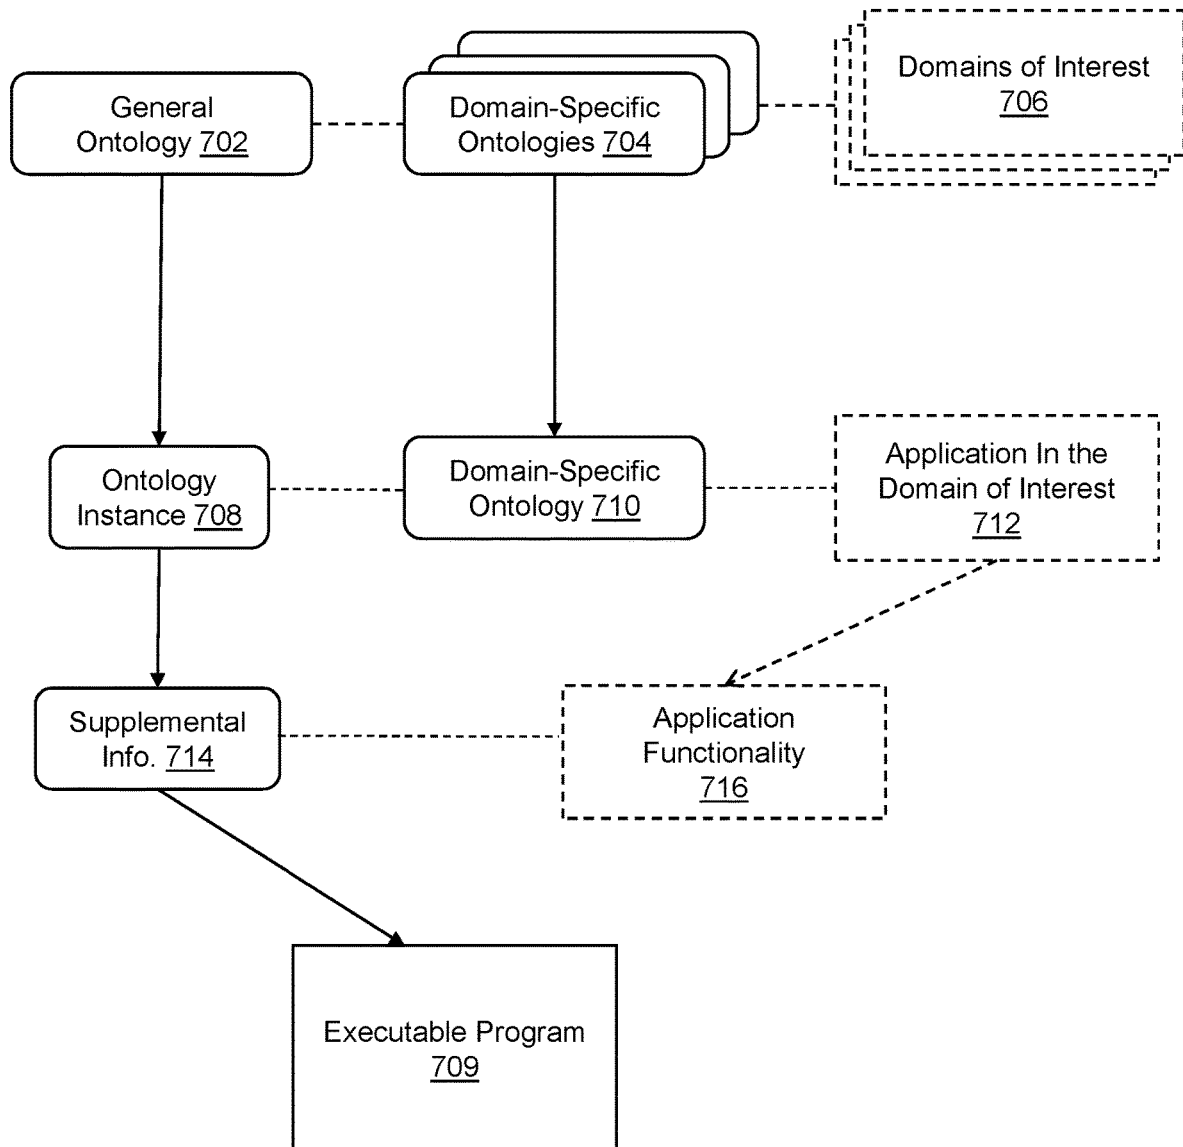 General
Ontology 702
Domain-Specific
Ontologies 704
Domains of Interest
706
Ontology
Instance 708
Domain-Specific
Ontology 710
Application In the
Domain of Interest
712
Supplemental
Info. 714
Application
Functionality
716
Executable Program
709